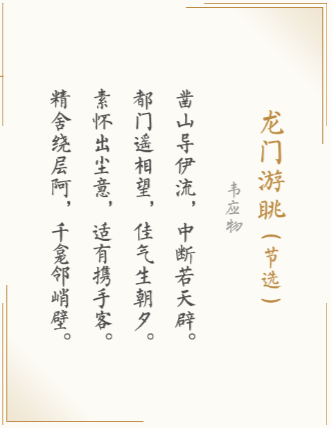 龙门游眺（节选）
韦应物
凿山导伊流，中断若天辟。
都门遥相望，佳气生朝夕。
素怀出尘意，适有携手客。
精舍绕层阿，千龛邻峭壁。